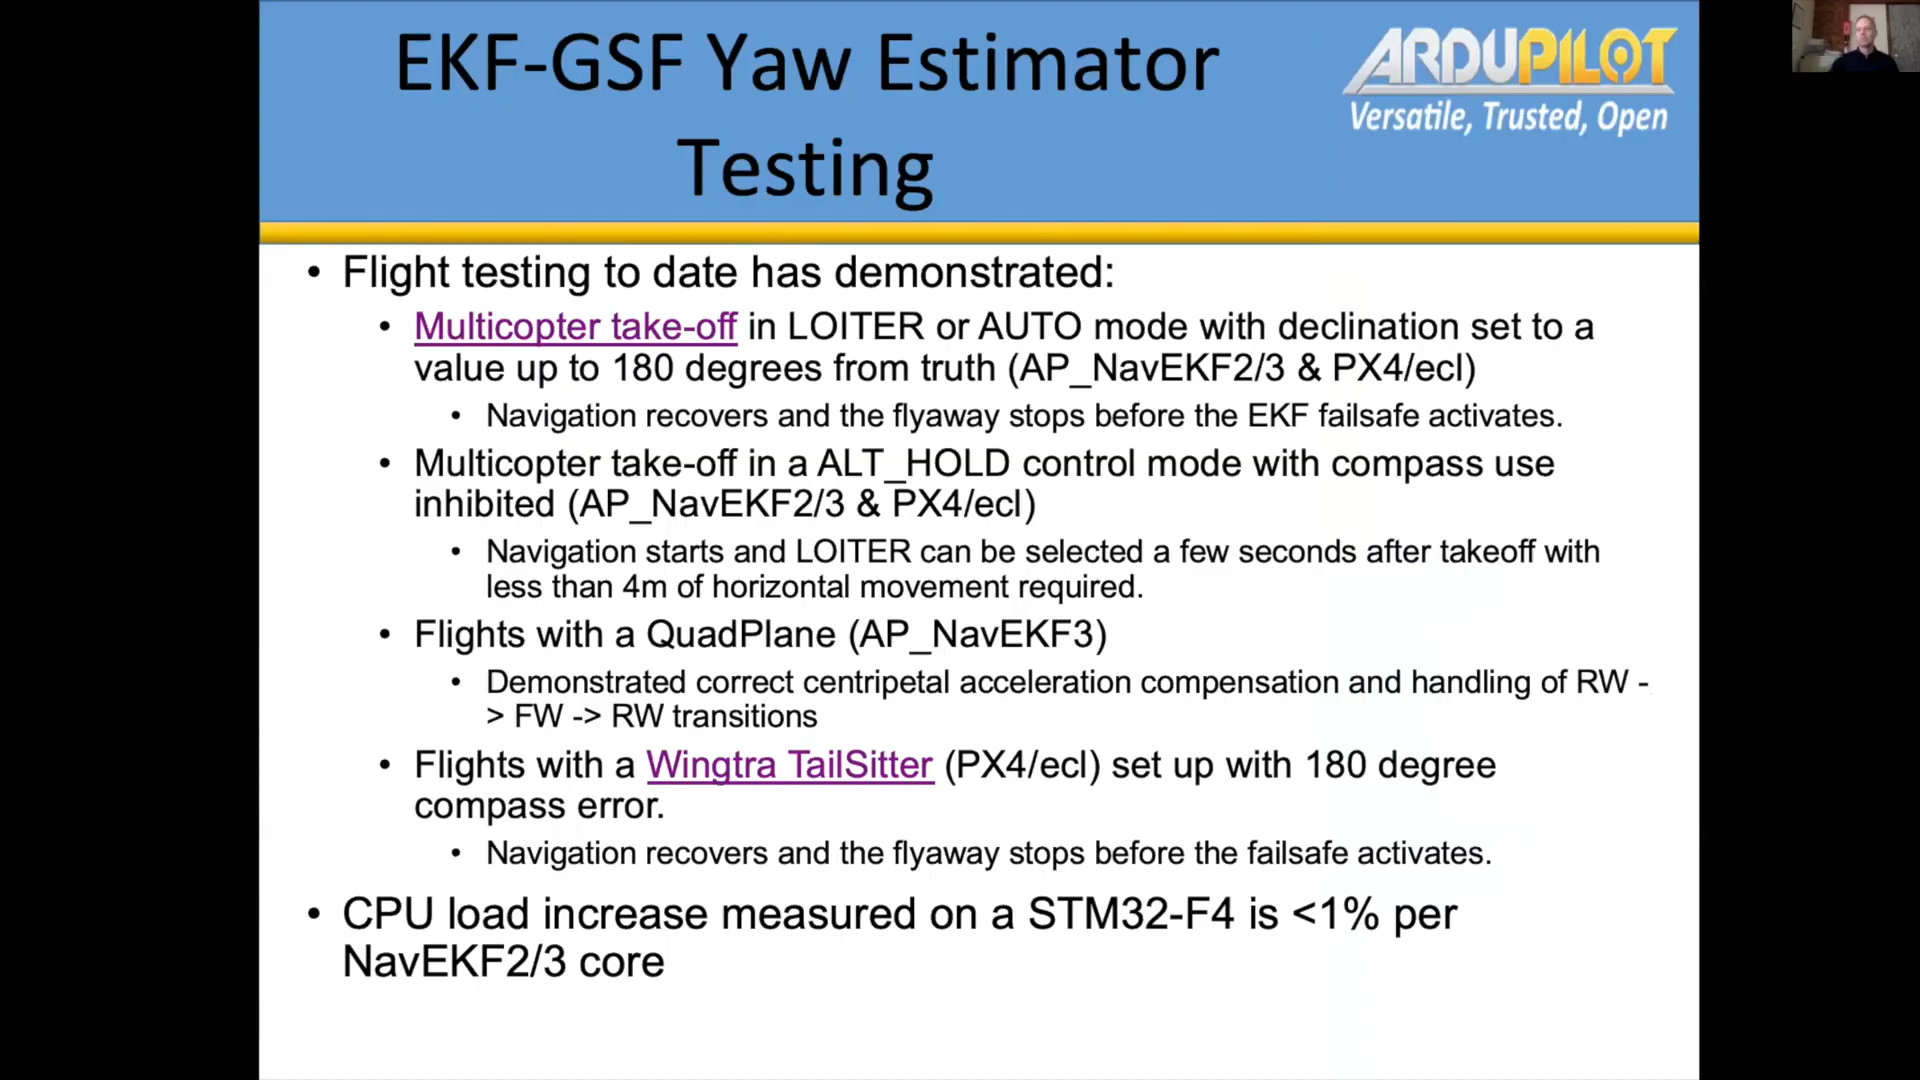 EKF-GSF Yaw Estimator
Testing
ARDUPILOT
Versatile, Trusted, Open
• Flight testing to date has demonstrated:
• Multicopter take-off in LOITER or AUTO mode with declination set to a
value up to 180 degrees from truth (AP_NavEKF2/3 & PX4/ecl)
• Navigation recovers and the flyaway stops before the EKF failsafe activates.
• Multicopter take-off in a ALT_HOLD control mode with compass use
inhibited (AP_NavEKF2/3 & PX4/ecl)
• Navigation starts and LOITER can be selected a few seconds after takeoff with
less than 4m of horizontal movement required.
• Flights with a QuadPlane (AP_NavEKF3)
• Demonstrated correct centripetal acceleration compensation and handling of RW -
> FW -> RW transitions
• Flights with a Wingtra TailSitter (PX4/ecl) set up with 180 degree
compass error.
• Navigation recovers and the flyaway stops before the failsafe activates.
• CPU load increase measured on a STM32-F4 is <1% per
NavEKF2/3 core